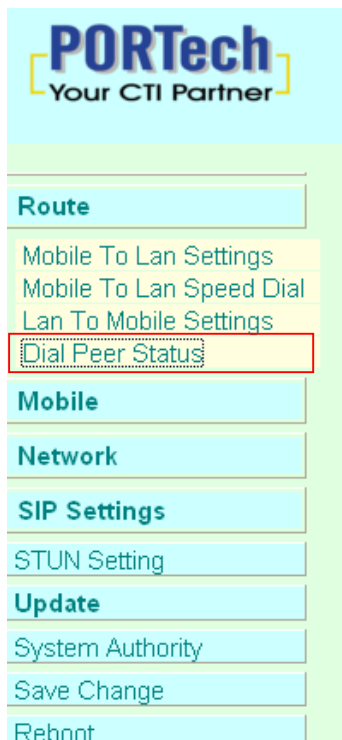 PORTech
Your CTI Partner
Route
Mobile To Lan Settings
Mobile To Lan Speed Dial
Lan To Mobile Settings
Dial Peer Status
Mobile
Network
SIP Settings
STUN Setting
Update
System Authority
Save Change
Reboot